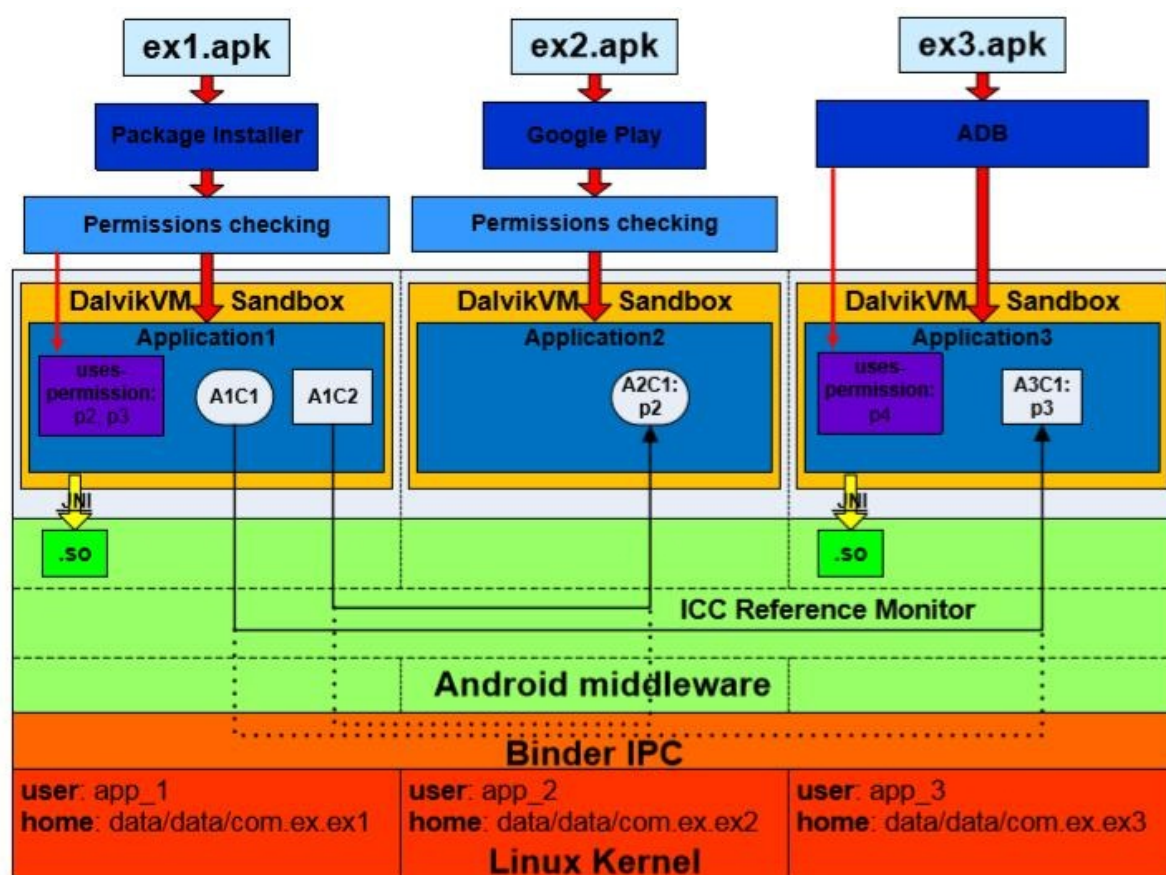 ex1.apk
ex2.apk
ex3.apk
Package Installer
Google Play
ADB
Permissions checking
Permissions checking
DalvikVM Sandbox
DalvikVM Sandbox
DalvikVM Sandbox
Application1
Application2
Application3
uses-
permission:
p2, p3
A1C1
A1C2
A2C1:
p2
uses-
permission:
p4
A3C1:
p3
JNI
JNI
.so
.so
ICC Reference Monitor
Android middleware
Binder IPC
user: app_1
home: data/data/com.ex.ex1
user: app_2
home: data/data/com.ex.ex2
user: app_3
home: data/data/com.ex.ex3
Linux Kernel